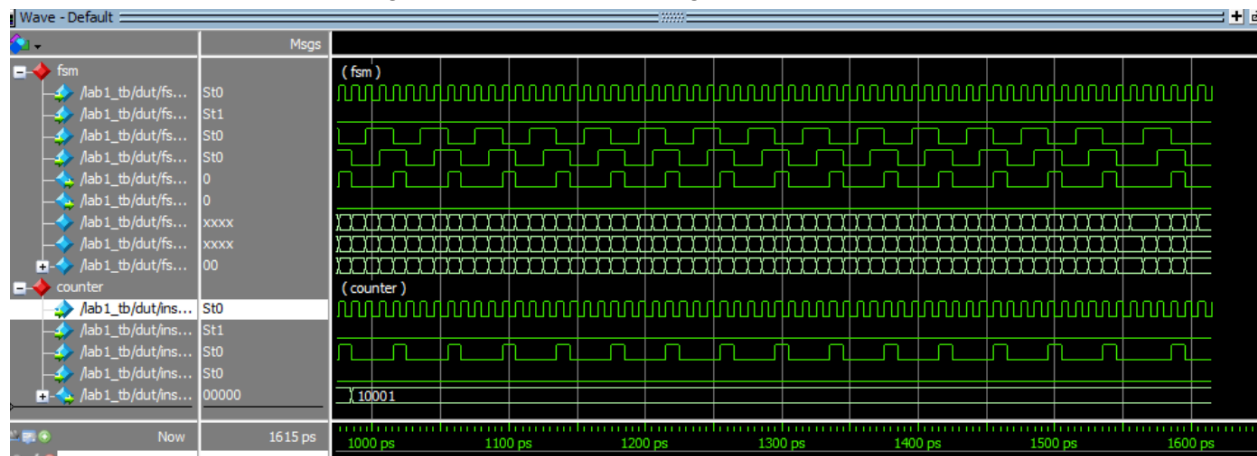 Wave - Default
Msgs
fsm
(fsm)
/lab1_tb/dut/fs... St0
/lab1_tb/dut/fs... St1
/lab1_tb/dut/fs... St0
/lab1_tb/dut/fs... St0
/lab1_tb/dut/fs... 0
/lab1_tb/dut/fs... 0
/lab1_tb/dut/fs... xxxx
/lab1_tb/dut/fs... xxxx
/lab1_tb/dut/fs... 00
counter
(counter)
/lab1_tb/dut/ins... St0
/lab1_tb/dut/ins... St1
/lab1_tb/dut/ins... St0
/lab1_tb/dut/ins... St0
/lab1_tb/dut/ins... 00000 10001
Now 1615 ps
1000 ps 1100 ps 1200 ps 1300 ps 1400 ps 1500 ps 1600 ps